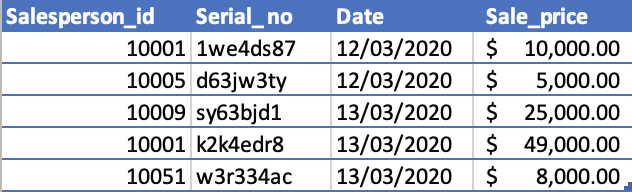 Salesperson_id Serial_no Date Sale_price
10001 1we4ds87 12/03/2020 $ 10,000.00
10005 d63jw3ty 12/03/2020 $ 5,000.00
10009 sy63bjd1 13/03/2020 $ 25,000.00
10001 k2k4edr8 13/03/2020 $ 49,000.00
10051 w3r334ac 13/03/2020 $ 8,000.00